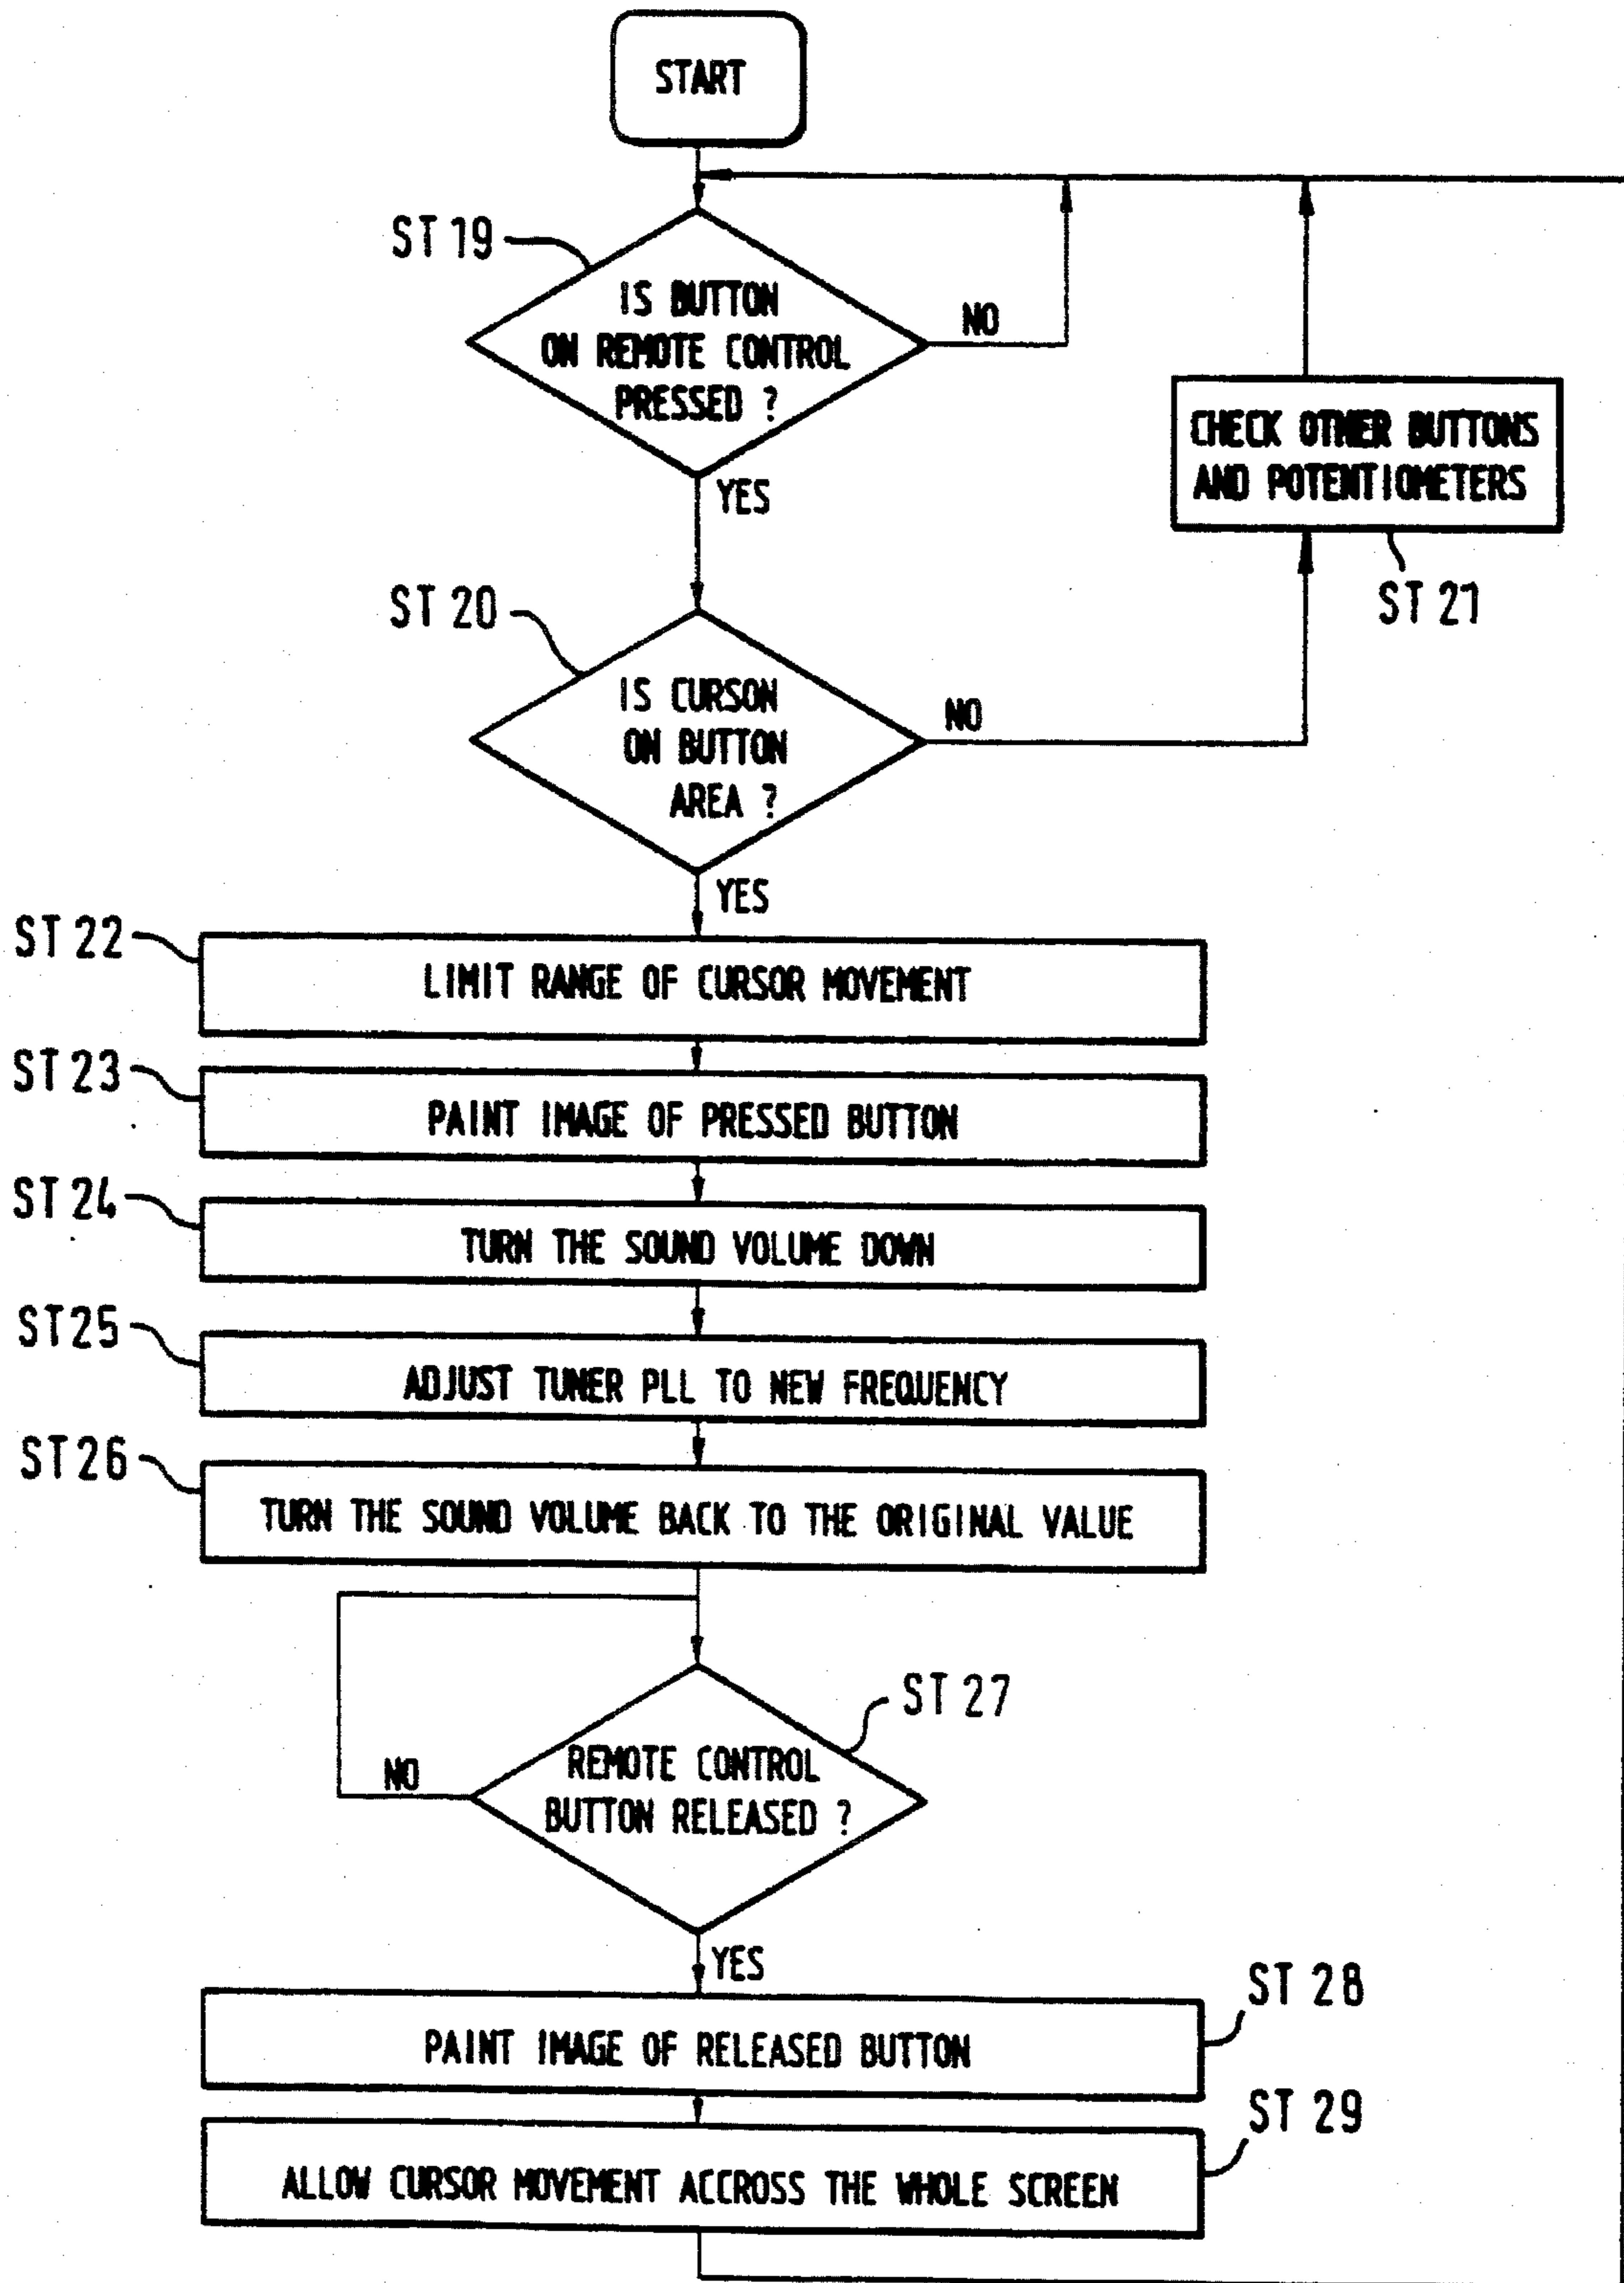 START
ST 19
IS BUTTON
ON REMOTE CONTROL
PRESSED ?
NO
YES
CHECK OTHER BUTTONS
AND POTENTIOMETERS
ST 21
ST 20
IS CURSON
ON BUTTON
AREA ?
NO
YES
ST 22
LIMIT RANGE OF CURSOR MOVEMENT
ST 23
PAINT IMAGE OF PRESSED BUTTON
ST 24
TURN THE SOUND VOLUME DOWN
ST 25
ADJUST TUNER PLL TO NEW FREQUENCY
ST 26
TURN THE SOUND VOLUME BACK TO THE ORIGINAL VALUE
ST 27
REMOTE CONTROL
BUTTON RELEASED ?
NO
YES
ST 28
PAINT IMAGE OF RELEASED BUTTON
ST 29
ALLOW CURSOR MOVEMENT ACCROSS THE WHOLE SCREEN